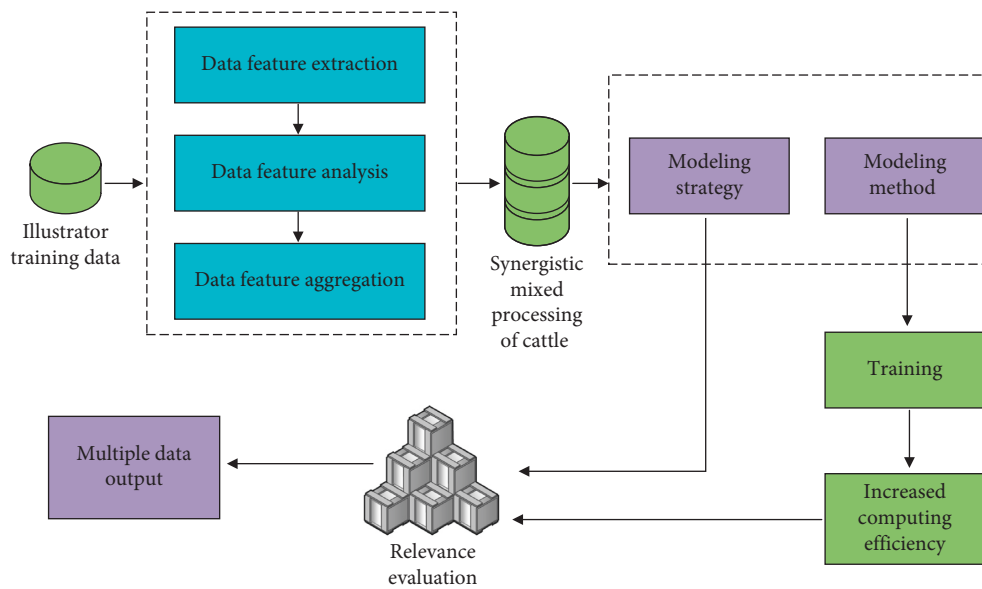 Data feature extraction
Data feature analysis
Data feature aggregation
Illustrator
training data
Synergistic
mixed
processing
of cattle
Modeling
strategy
Modeling
method
Training
Increased
computing
efficiency
Relevance
evaluation
Multiple data
output